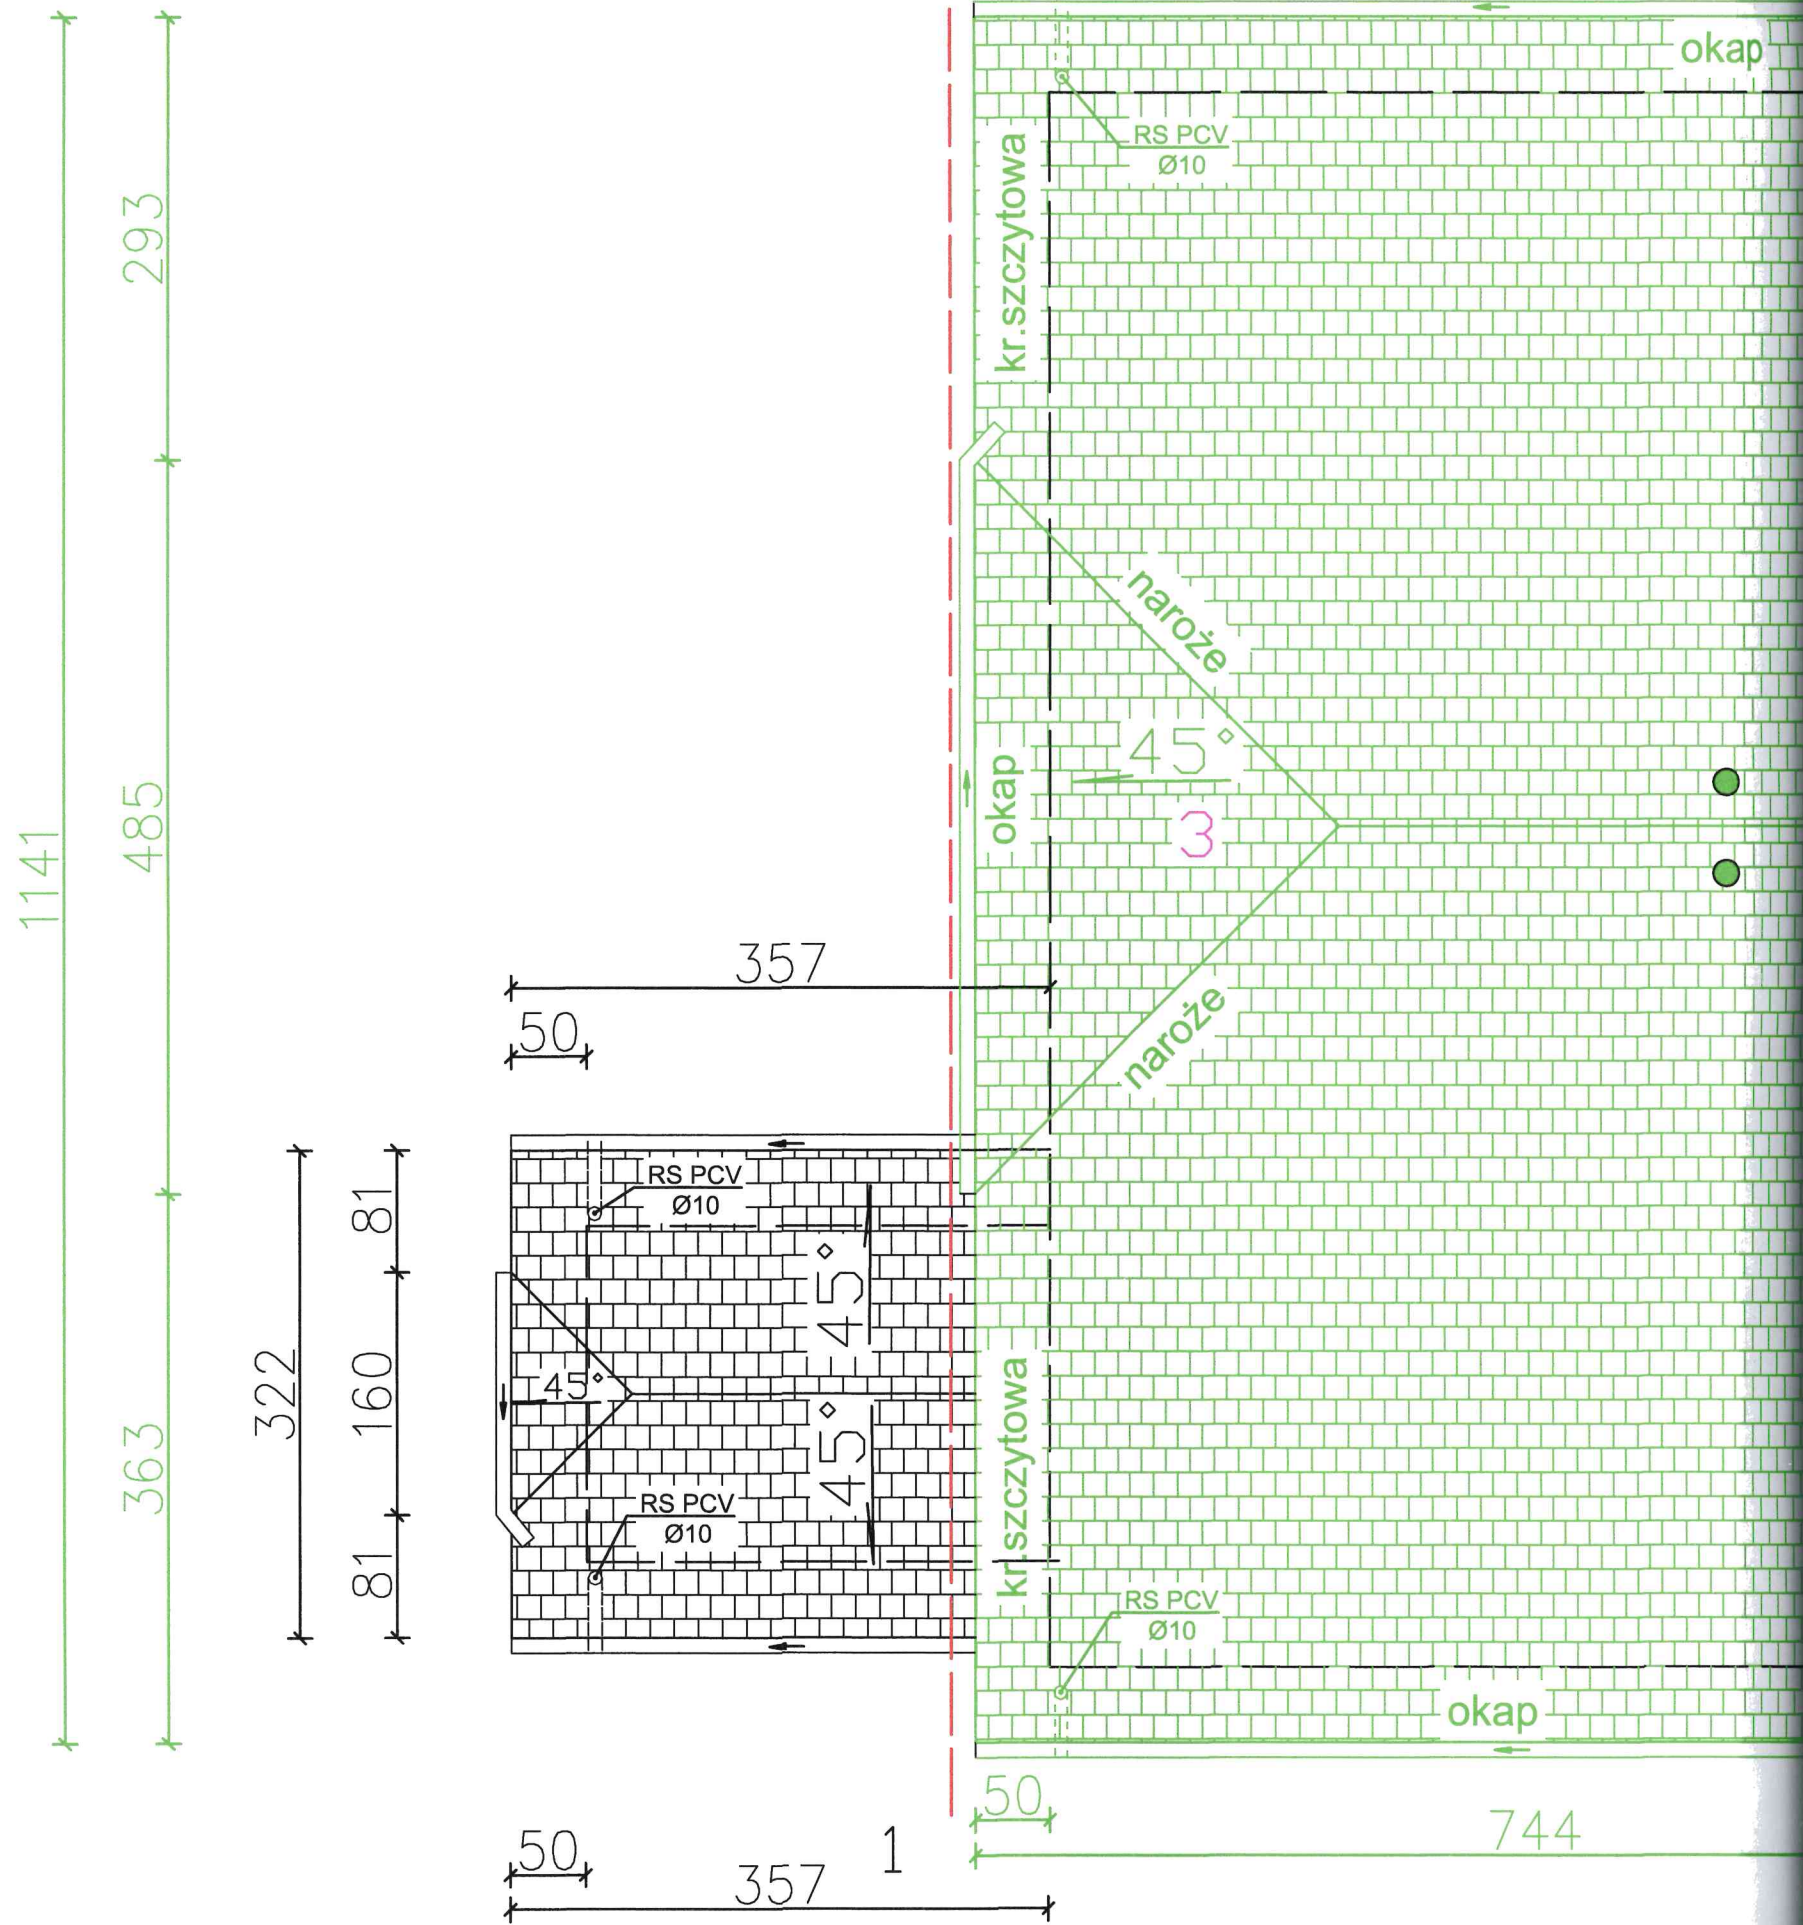 okap
RS PCV
Ø10
kr.szczytowa
293
naroże
45°
3
okap
485
1141
357
naroże
50
RS PCV
Ø10
81
45°
322
160
45°
45°
kr.szczytowa
363
RS PCV
Ø10
81
RS PCV
Ø10
okap
50
744
50
1
357